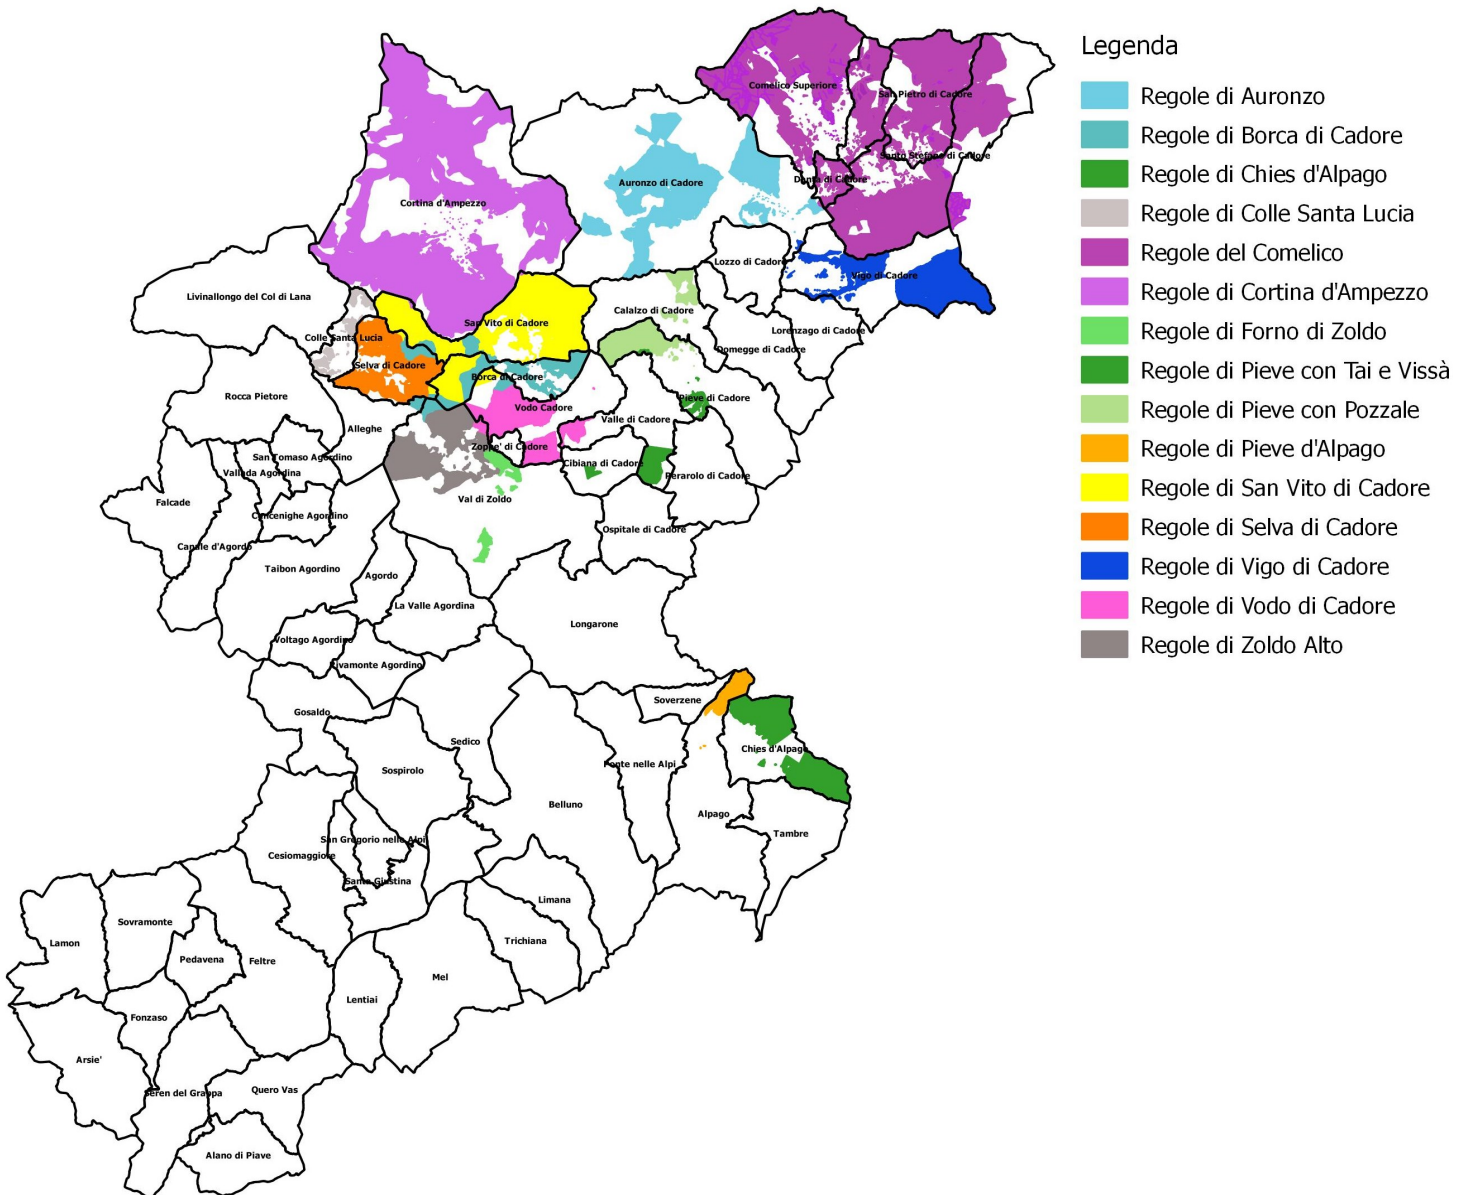 Legenda
Regole di Auronzo
Regole di Borca di Cadore
Regole di Chies d'Alpago
Regole di Colle Santa Lucia
Regole del Comelico
Regole di Cortina d'Ampezzo
Regole di Forno di Zoldo
Regole di Pieve con Tai e Vissà
Regole di Pieve con Pozzale
Regole di Pieve d'Alpago
Regole di San Vito di Cadore
Regole di Selva di Cadore
Regole di Vigo di Cadore
Regole di Vodo di Cadore
Regole di Zoldo Alto
Comelico Superiore
San Pietro di Cadore
Santo Stefano di Cadore
Danta di Cadore
Auronzo di Cadore
Cortina d'Ampezzo
Lozzo di Cadore
Vigo di Cadore
Livinallongo del Col di Lana
Calalzo di Cadore
San Vito di Cadore
Lorenzago di Cadore
Colle Santa Lucia
Domegge di Cadore
Selva di Cadore
Borca di Cadore
Rocca Pietore
Pieve di Cadore
Vodo Cadore
Valle di Cadore
Alleghe
Zoppe' di Cadore
San Tomaso Agordino
Cibiana di Cadore
Vallada Agordina
Perarolo di Cadore
Val di Zoldo
Falcade
Cencenighe Agordino
Ospitale di Cadore
Canale d'Agordo
Taibon Agordino
Agordo
La Valle Agordina
Longarone
Voltago Agordino
Rivamonte Agordino
Soverzene
Gosaldo
Sedico
Chies d'Alpago
Ponte nelle Alpi
Sospirolo
Belluno
Alpago
Tambre
San Gregorio nelle Alpi
Cesiomaggiore
Santa Giustina
Limana
Sovramonte
Trichiana
Lamon
Pedavena
Feltre
Mel
Lentiai
Fonzaso
Arsie'
Quero Vas
Seren del Grappa
Alano di Piave